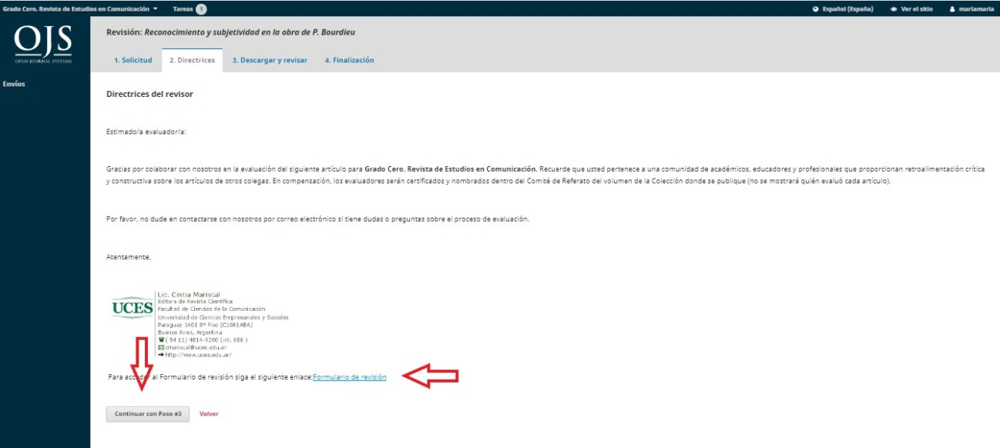 Grado Cero. Revista de Estudios en Comunicación Tareas 1 Español (España) Ver el sitio mariamaria
OJS
OPEN JOURNAL SYSTEMS
Envíos
Revisión: Reconocimiento y subjetividad en la obra de P. Bourdieu
1. Solicitud 2. Directrices 3. Descargar y revisar 4. Finalización
Directrices del revisor
Estimado/a evaluador/a:
Gracias por colaborar con nosotros en la evaluación del siguiente artículo para Grado Cero. Revista de Estudios en Comunicación. Recuerde que usted pertenece a una comunidad de académicos, educadores y profesionales que proporcionan retroalimentación crítica
y constructiva sobre los artículos de otros colegas. En compensación, los evaluadores serán certificados y nombrados dentro del Comité de Referato del volumen de la Colección donde se publique (no se mostrará quién evaluó cada artículo).
Por favor, no dude en contactarse con nosotros por correo electrónico si tiene dudas o preguntas sobre el proceso de evaluación.
Atentamente,
UCES
Lic. Cintia Mariscal
Editora de Revista Científica
Facultad de Ciencias de la Comunicación
Universidad de Ciencias Empresariales y Sociales
Paraguay 1401 8º Piso (C1061ABA)
Buenos Aires, Argentina
( 54 11) 4814-9200 (int. 686 )
cmariscal@uces.edu.ar
http://www.uces.edu.ar/
Para acceder al Formulario de revisión siga el siguiente enlace:Formulario de revisión
Continuar con Paso #3 Volver